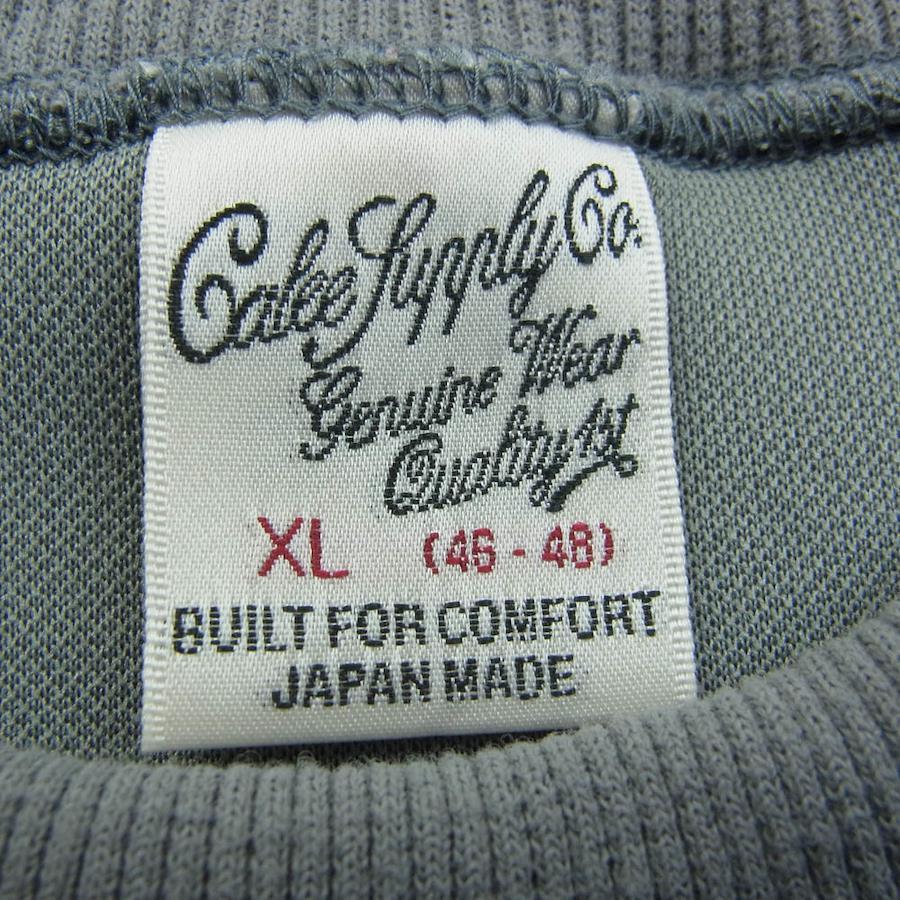 Calee Supply Co.
Genuine Wear
Quality 1st
XL (46-48)
BUILT FOR COMFORT
JAPAN MADE